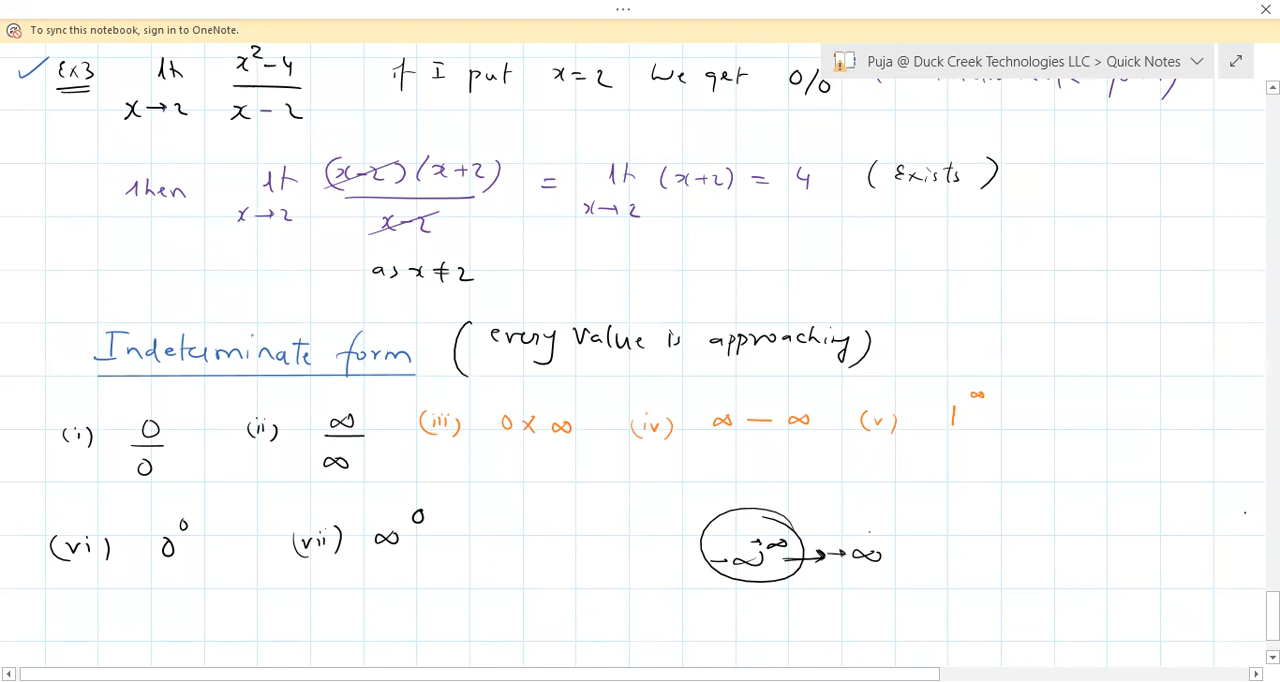 To sync this notebook, sign in to OneNote.
Puja @ Duck Creek Technologies LLC > Quick Notes
Ex3 lt x→2 x²-4 / x-2 if I put x=2 We get 0/0
then lt x→2 (x-2)(x+2) / x-2 = lt x→2 (x+2) = 4 (Exists)
as x≠2
Indeterminate form (every value is approaching)
(i) 0/0 (ii) ∞/∞ (iii) 0×∞ (iv) ∞-∞ (v) 1^∞
(vi) 0^0 (vii) ∞^0 →∞^→∞ → →∞